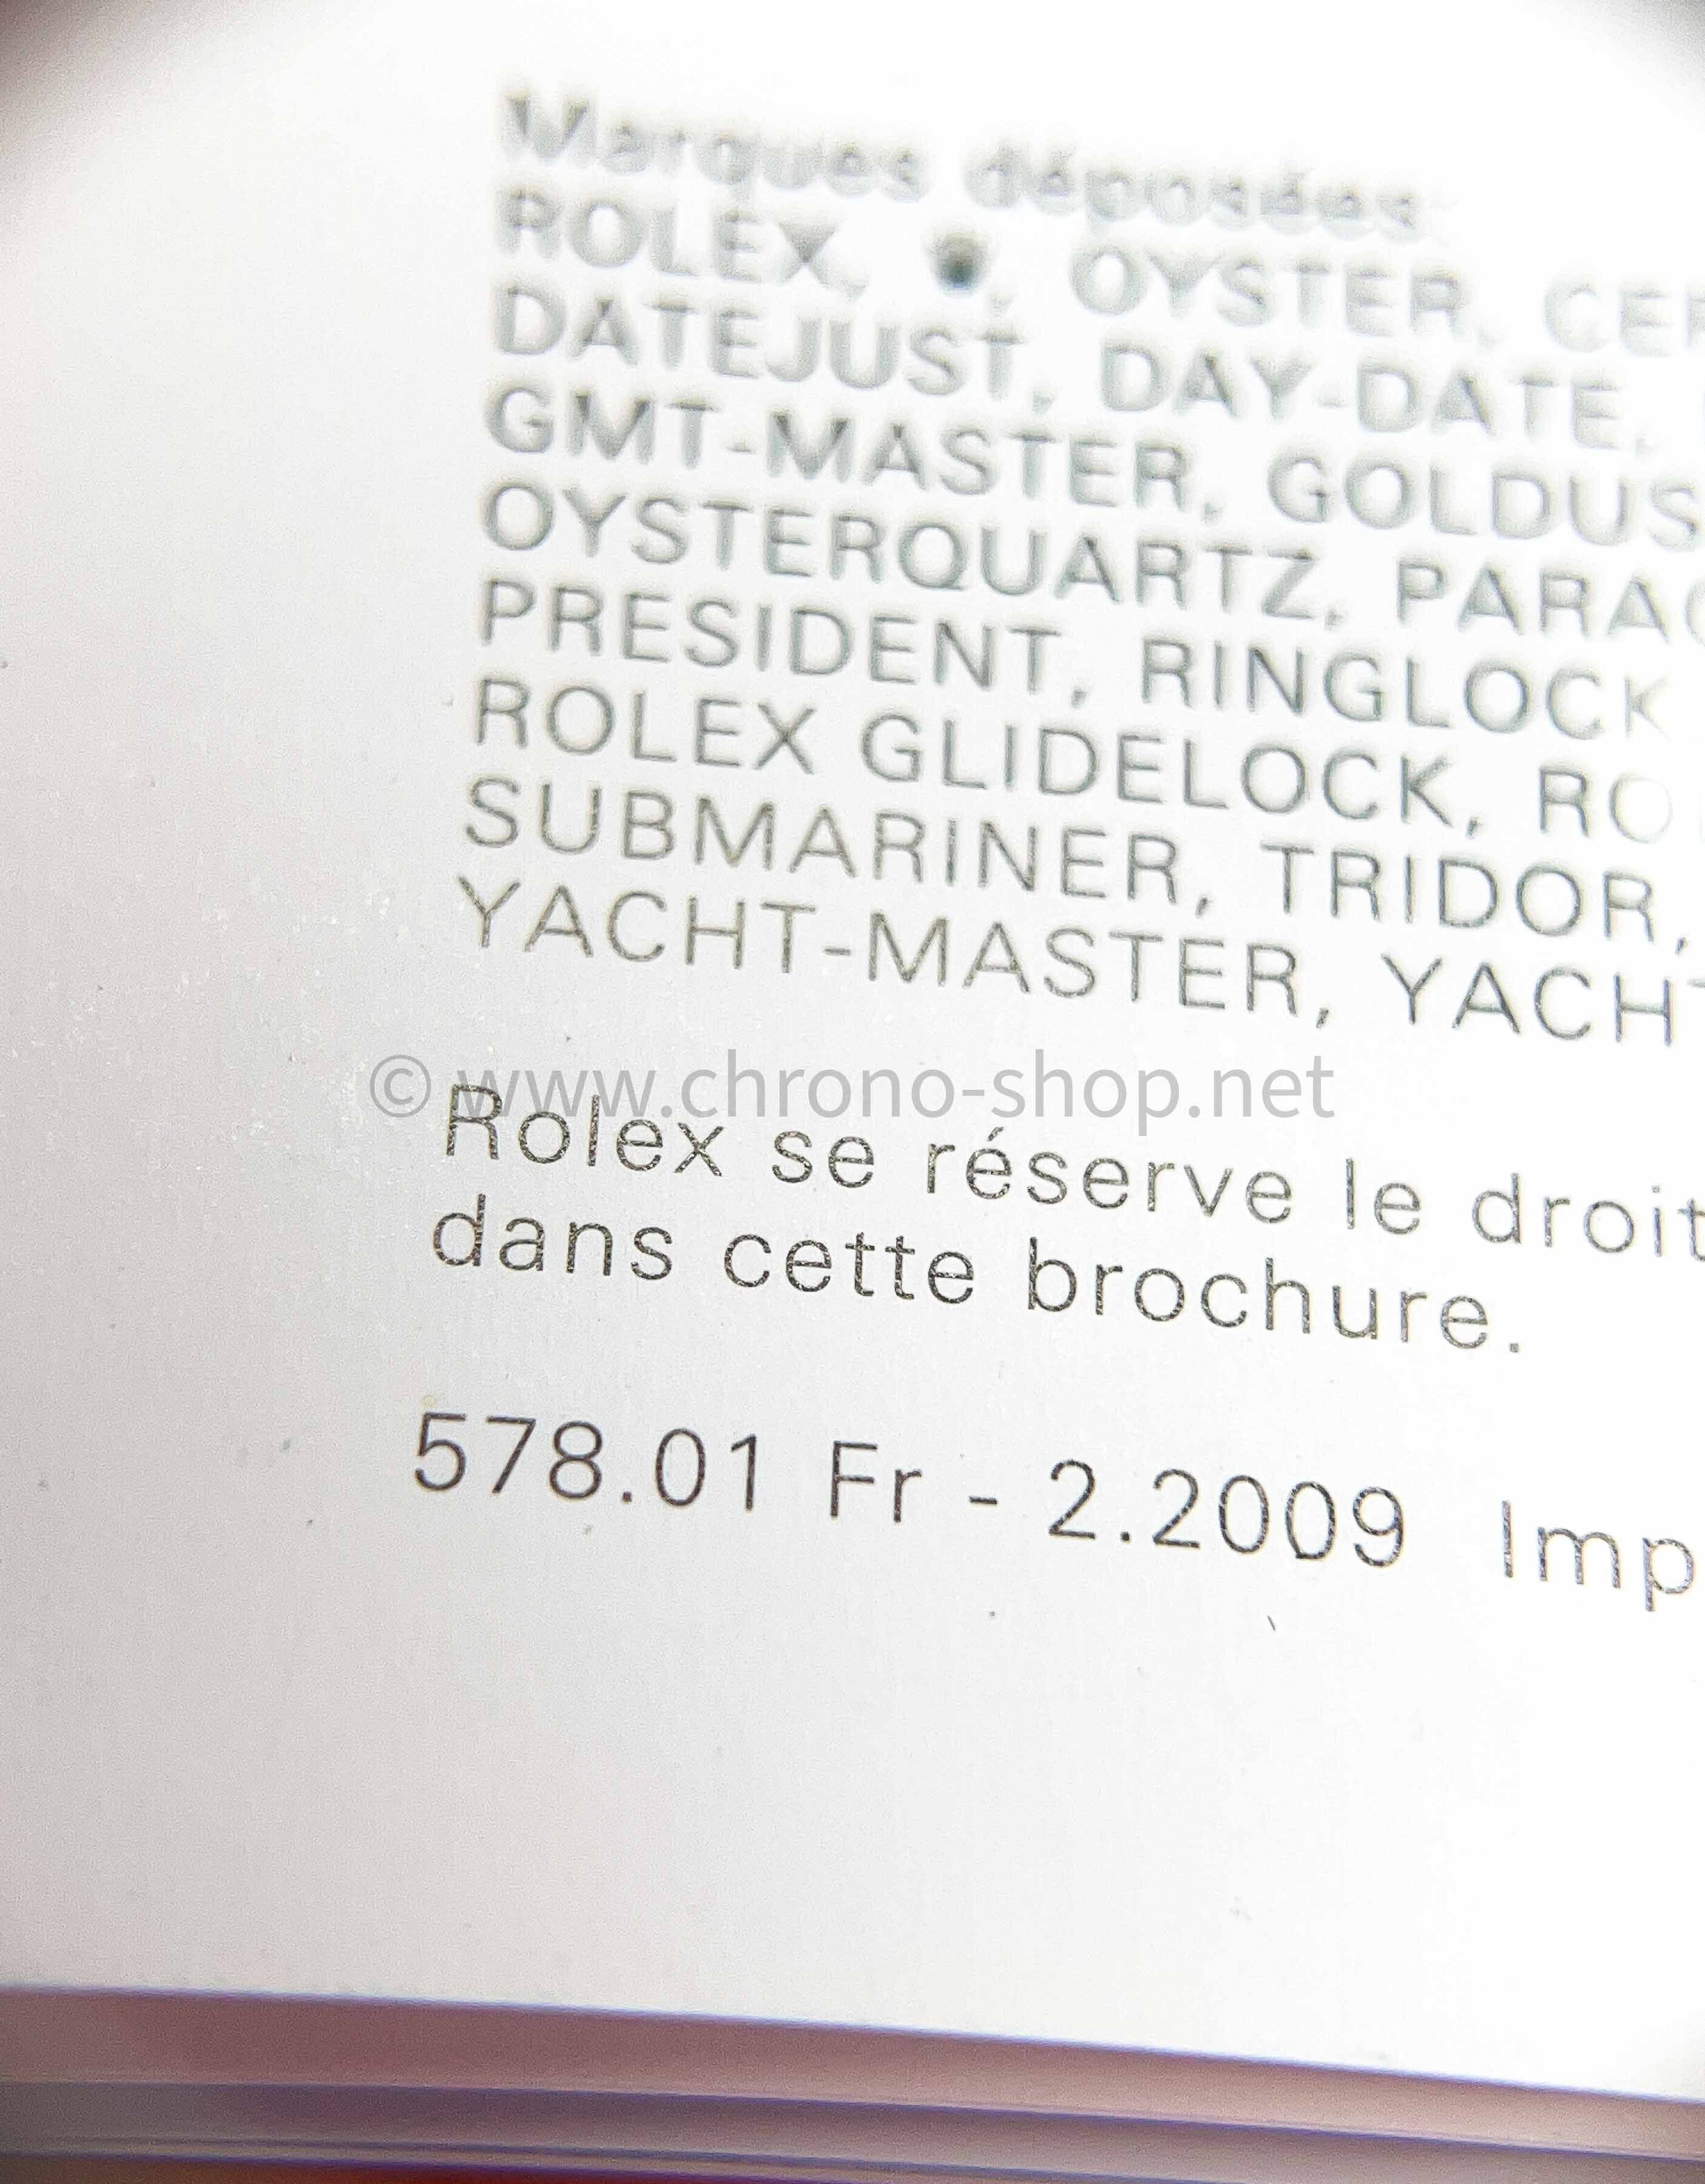 Marques déposées
ROLEX, , OYSTER,
DATEJUST, DAY-DATE,
GMT-MASTER,
OYSTERQUARTZ,
PRESIDENT, RINGLOCK
ROLEX GLIDELOCK,
SUBMARINER, TRIDOR,
YACHT-MASTER,
© www.chrono-shop.net
Rolex se réserve le droit
dans cette brochure.
578.01 Fr - 2.2009